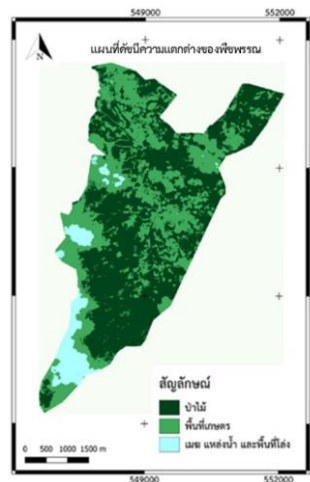 549000 552000
N
แผนที่ดัชนีความแตกต่างของพืชพรรณ
สัญลักษณ์
ป่าไม้
พื้นที่เกษตร
เมฆ แหล่งน้ำ และพื้นที่โล่ง
0 500 1000 1500 m
549000 552000